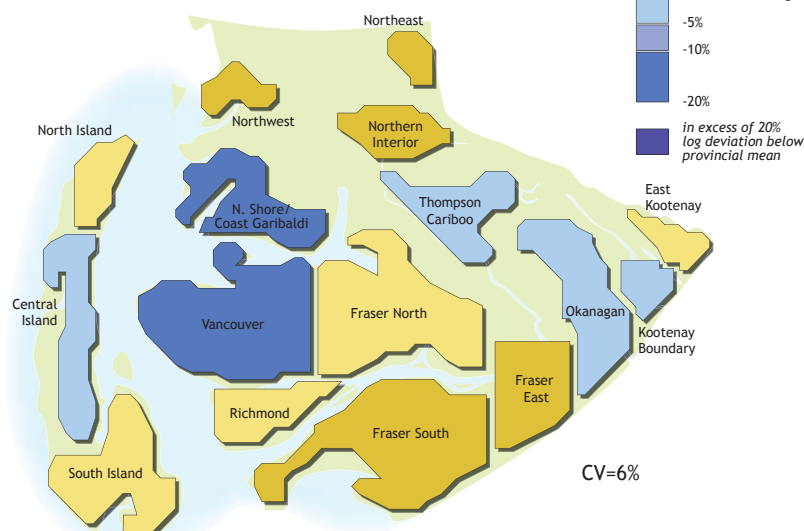 -5%
-10%
-20%
in excess of 20%
log deviation below
provincial mean
Northeast
Northwest
North Island
Northern
Interior
N. Shore/
Coast Garibaldi
Thompson
Cariboo
East
Kootenay
Central
Island
Vancouver
Fraser North
Okanagan
Kootenay
Boundary
Richmond
Fraser
East
Fraser South
South Island
CV=6%